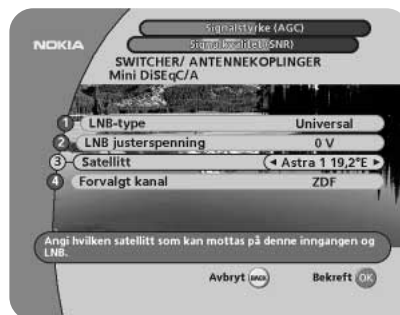 Signalstyrke (AGC)
NOKIA
Signalkvalitet (SNR)
SWITCHER/ ANTENNEKOPLINGER
Mini DiSEqC/A
1 LNB-type Universal
2 LNB justerspenning 0 V
3 Satellitt Astra 1 19,2°E
4 Forvalgt kanal ZDF
Angi hvilken satellitt som kan mottas på denne inngangen og
LNB.
Avbryt BACK Bekreft OK